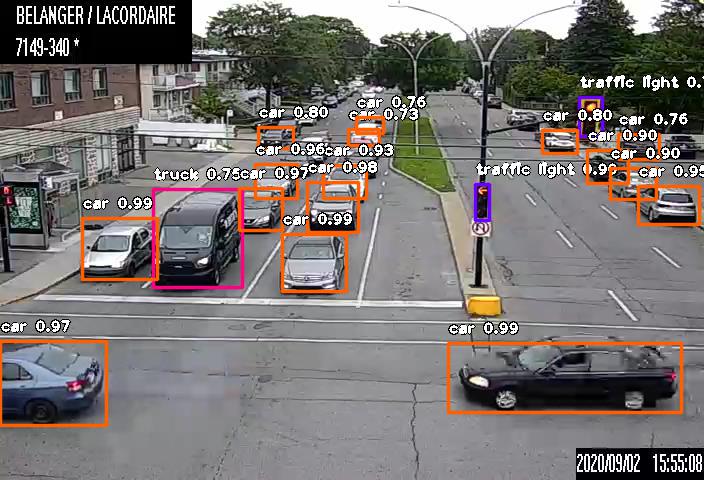 BELANGER / LACORDAIRE
7149-340 *
traffic light 0.7
car 0.76
car 0.80
0.73
car 0.80
car 0.76
car 0.90
car 0.96
0.93
car 0.90
truck 0.75
car 0.97
0.98
traffic light 0.9
car 0.95
car 0.99
car 0.99
car 0.97
car 0.99
2020/09/02 15:55:08